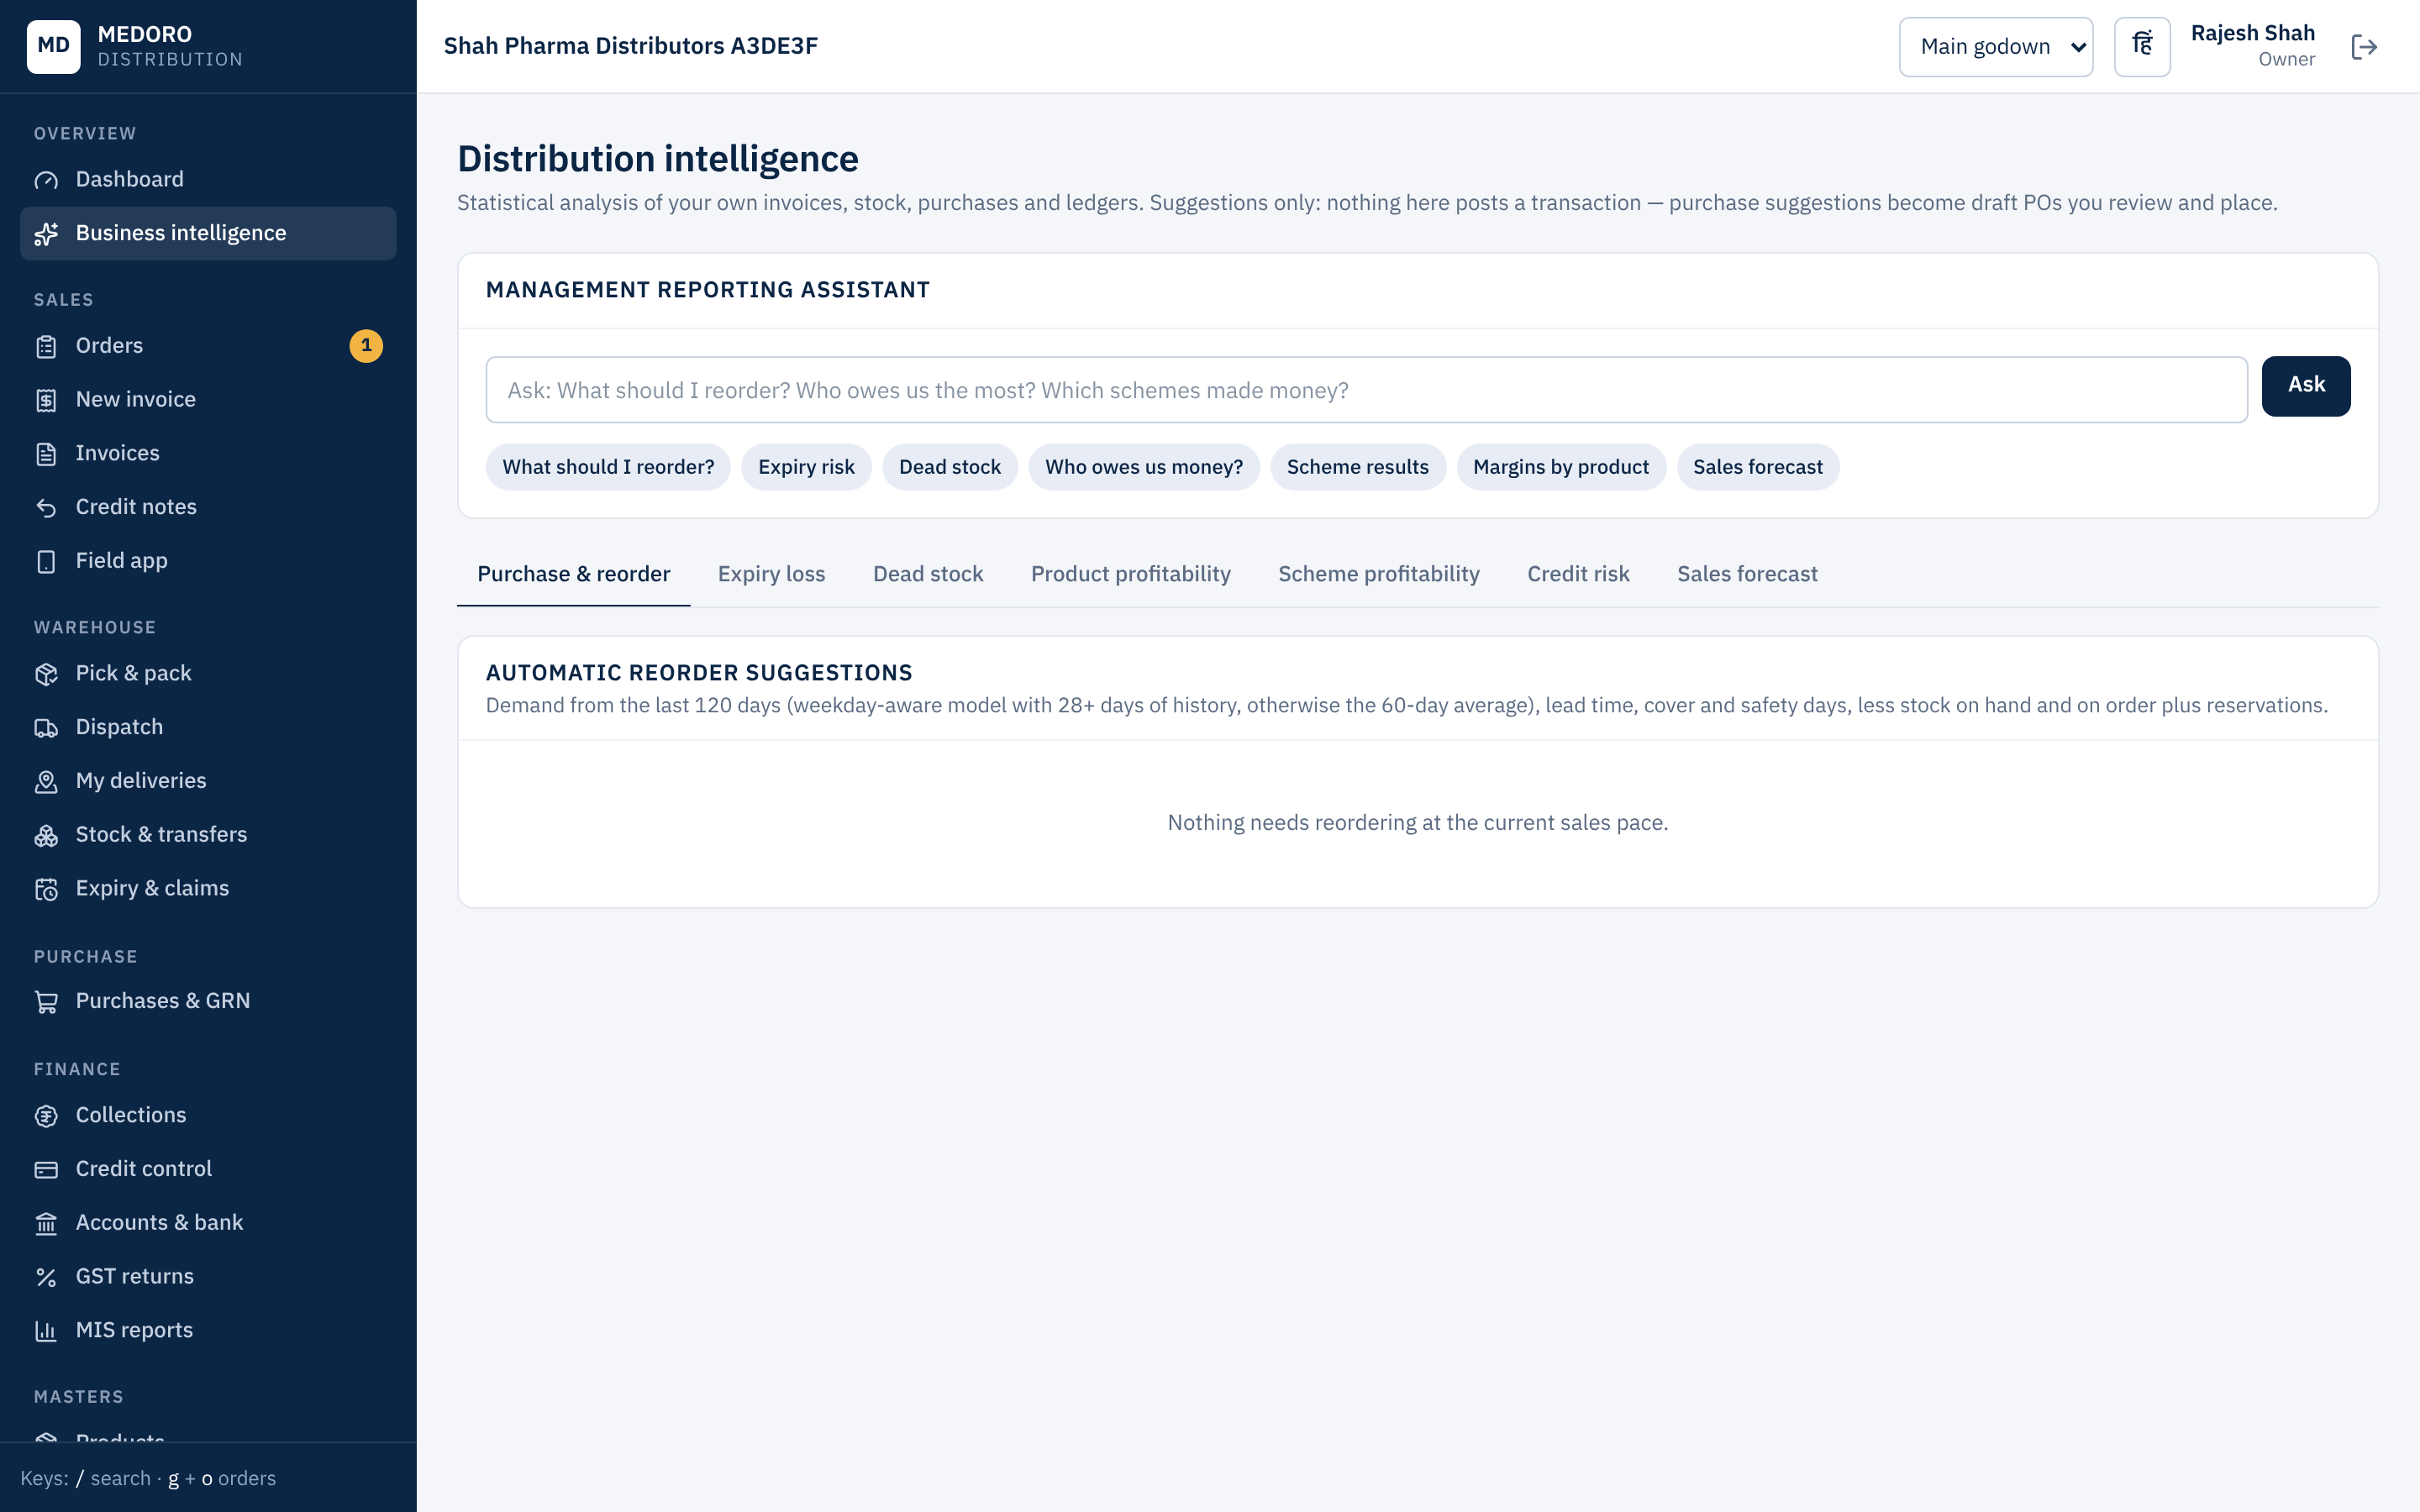 MD
MEDORO
DISTRIBUTION
OVERVIEW
Dashboard
Business intelligence
SALES
Orders 1
New invoice
Invoices
Credit notes
Field app
WAREHOUSE
Pick & pack
Dispatch
My deliveries
Stock & transfers
Expiry & claims
PURCHASE
Purchases & GRN
FINANCE
Collections
Credit control
Accounts & bank
GST returns
MIS reports
MASTERS
Products
Keys: / search · g + o orders
Shah Pharma Distributors A3DE3F
Main godown
हिं
Rajesh Shah
Owner
Distribution intelligence
Statistical analysis of your own invoices, stock, purchases and ledgers. Suggestions only: nothing here posts a transaction — purchase suggestions become draft POs you review and place.
MANAGEMENT REPORTING ASSISTANT
Ask: What should I reorder? Who owes us the most? Which schemes made money?
Ask
What should I reorder? Expiry risk Dead stock Who owes us money? Scheme results Margins by product Sales forecast
Purchase & reorder Expiry loss Dead stock Product profitability Scheme profitability Credit risk Sales forecast
AUTOMATIC REORDER SUGGESTIONS
Demand from the last 120 days (weekday-aware model with 28+ days of history, otherwise the 60-day average), lead time, cover and safety days, less stock on hand and on order plus reservations.
Nothing needs reordering at the current sales pace.